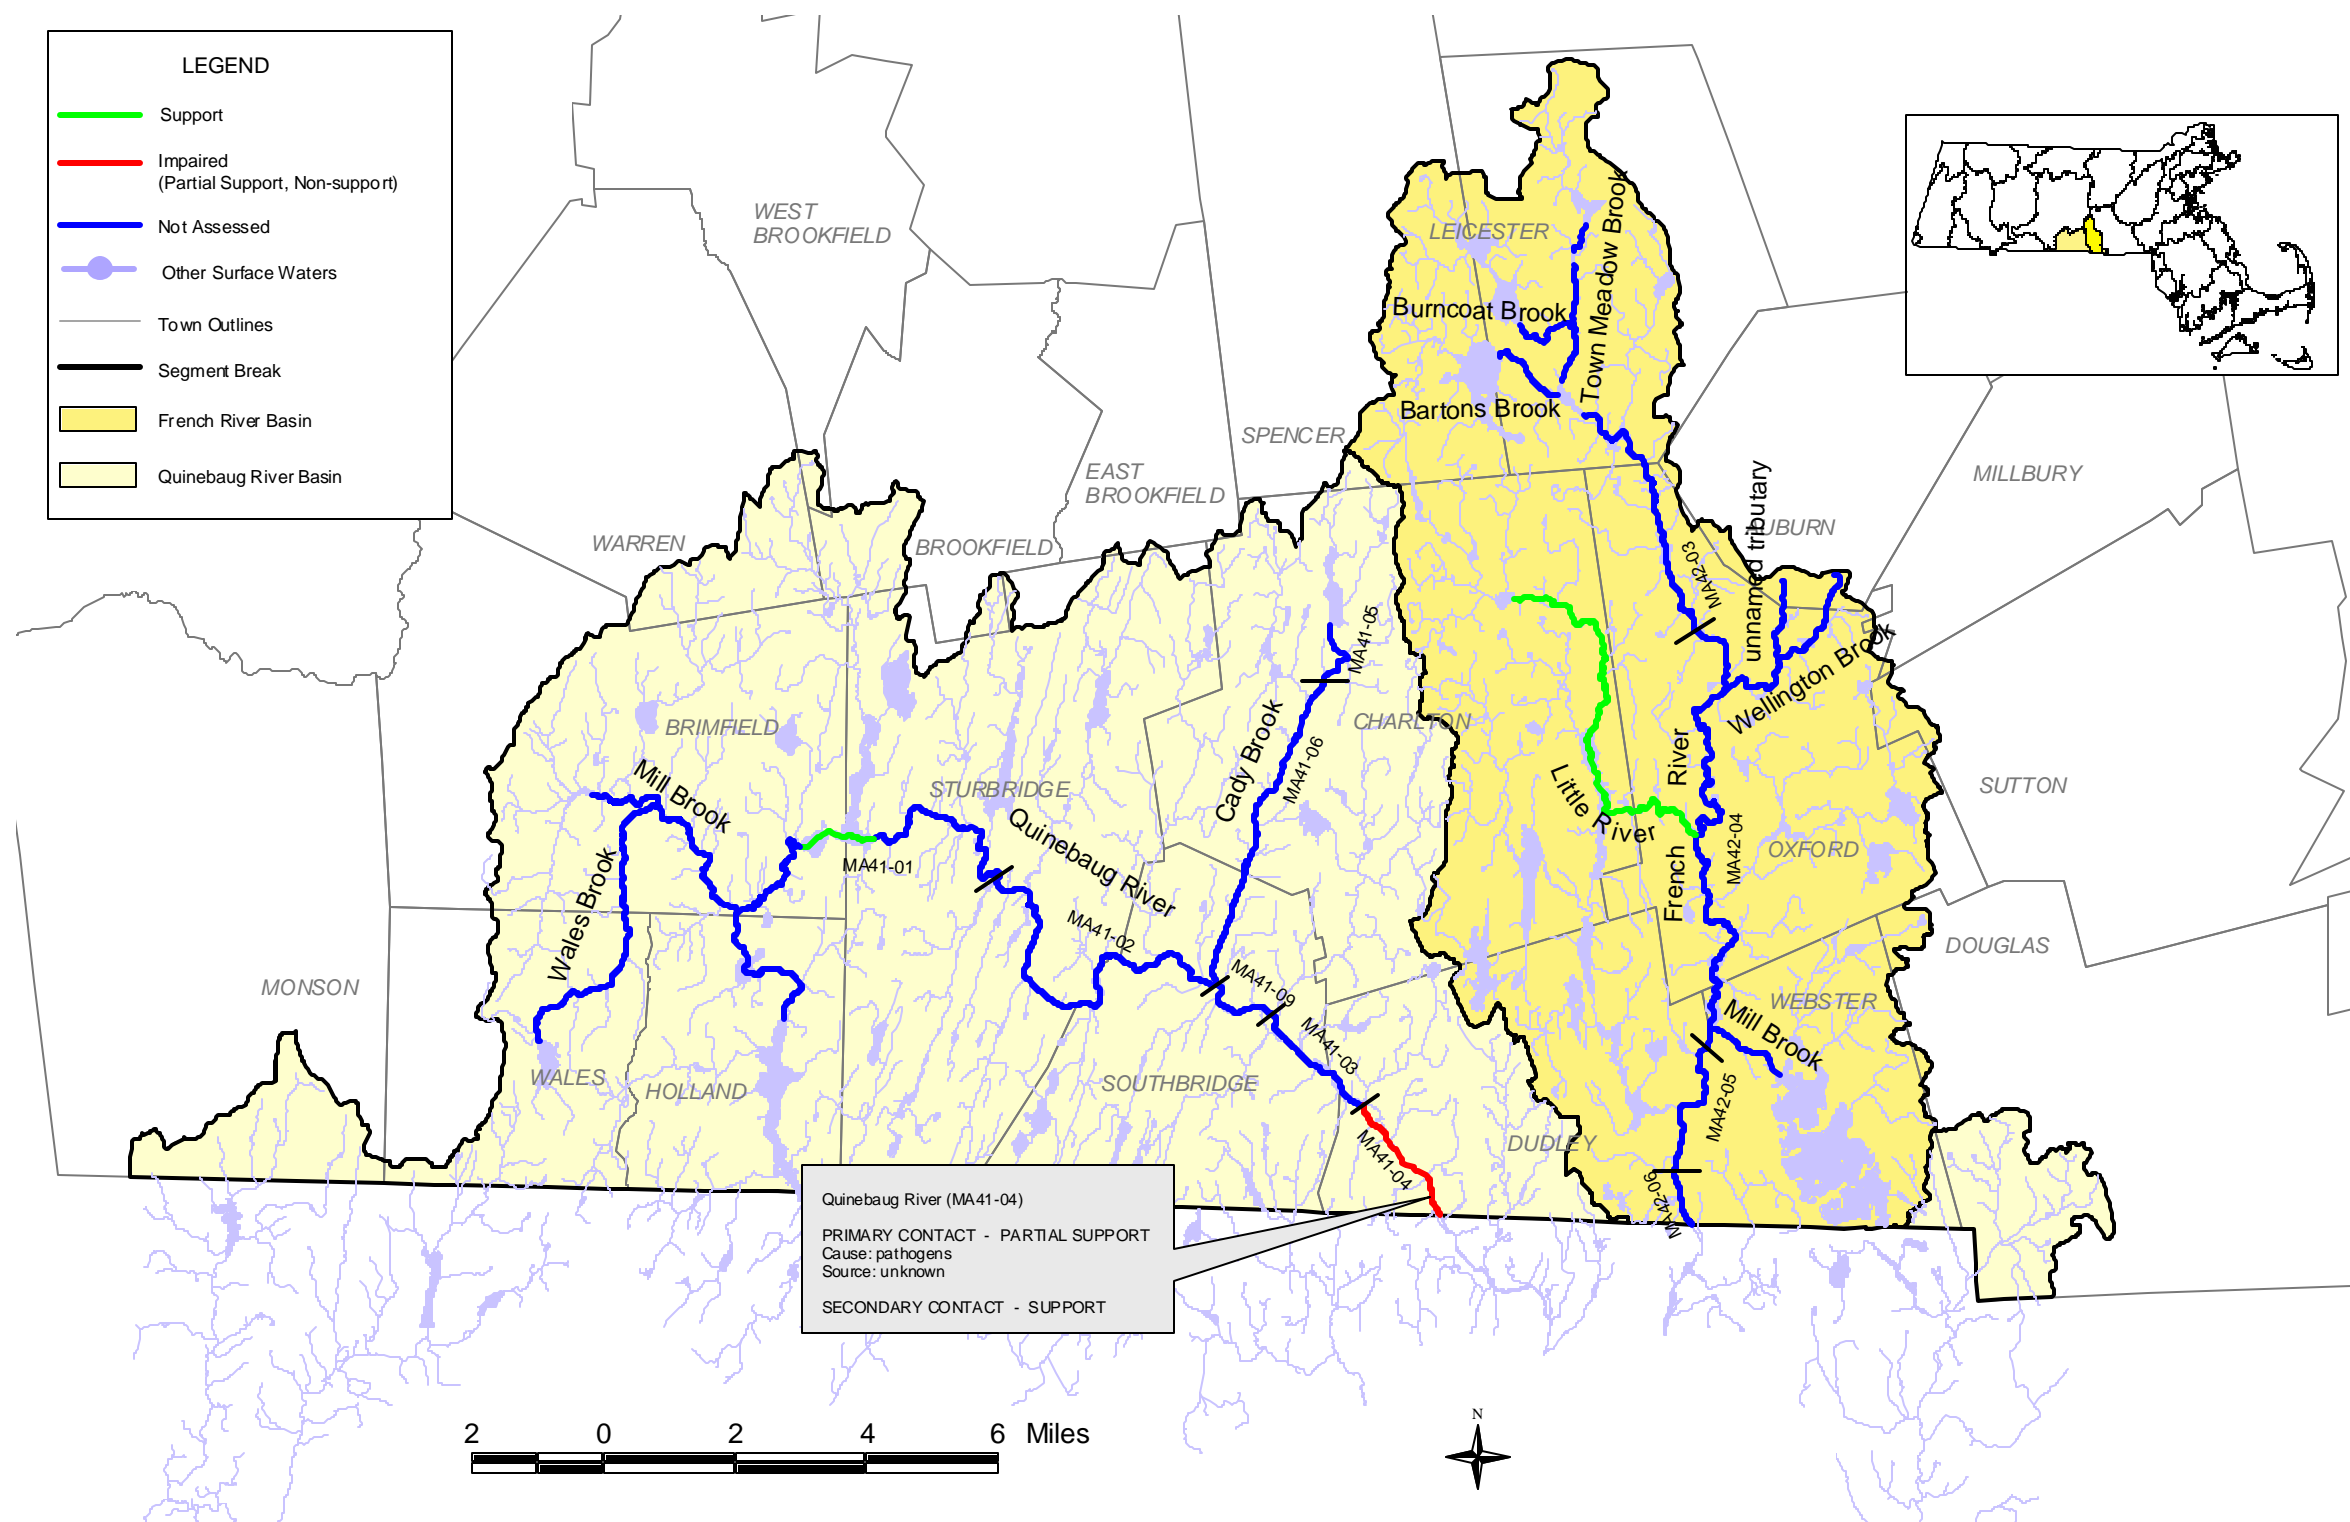 LEGEND
Support
Impaired
(Partial Support, Non-support)
Not Assessed
Other Surface Waters
Town Outlines
Segment Break
French River Basin
Quinebaug River Basin
WEST
BROOKFIELD
LEICESTER
Town Meadow Brook
Burncoat Brook
Bartons Brook
SPENCER
EAST
BROOKFIELD
MILLBURY
WARREN
BROOKFIELD
UBURN
unnamed tributary
MA42-03
MA41-05
Wellington Brook
BRIMFIELD
CHARLTON
Cady Brook
MA41-06
River
Mill Brook
STURBRIDGE
SUTTON
Quinebaug River
Little River
MA42-04
OXFORD
MA41-01
French
Wales Brook
MA41-02
DOUGLAS
MONSON
MA41-09
WEBSTER
Mill Brook
MA41-03
WALES
HOLLAND
SOUTHBRIDGE
MA42-05
DUDLEY
MA41-04
MA42-06
Quinebaug River (MA41-04)
PRIMARY CONTACT - PARTIAL SUPPORT
Cause: pathogens
Source: unknown
SECONDARY CONTACT - SUPPORT
2 0 2 4 6 Miles
N